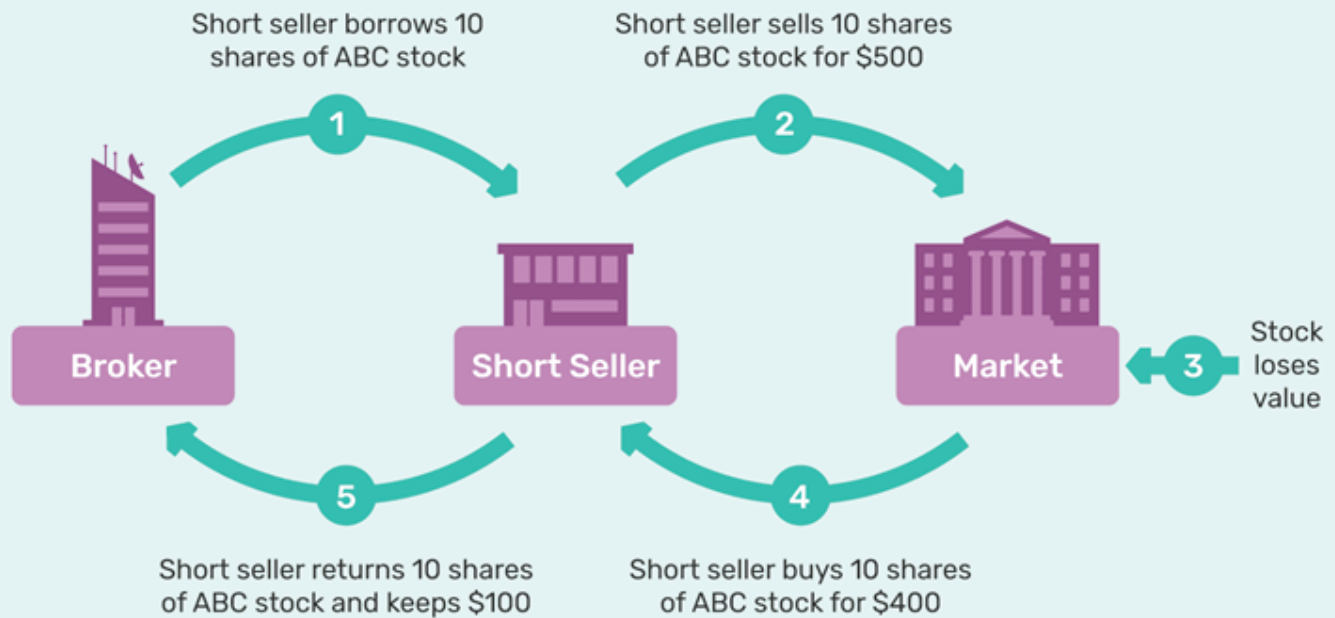 Short seller borrows 10
shares of ABC stock
Short seller sells 10 shares
of ABC stock for $500
1
2
Broker
Short Seller
Market
3
Stock
loses
value
5
4
Short seller returns 10 shares
of ABC stock and keeps $100
Short seller buys 10 shares
of ABC stock for $400